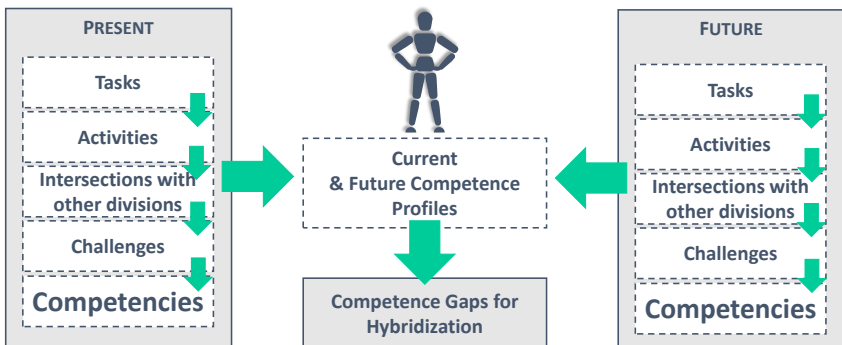 PRESENT
Tasks
Activities
Intersections with
other divisions
Challenges
Competencies
Current
& Future Competence
Profiles
Competence Gaps for
Hybridization
FUTURE
Tasks
Activities
Intersections with
other divisions
Challenges
Competencies